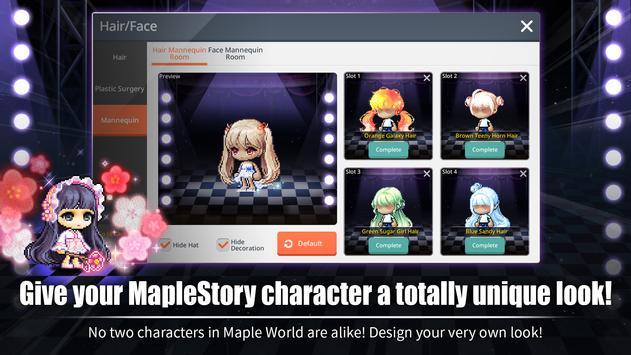 Hair/Face
Hair
Plastic Surgery
Mannequin
Hair Mannequin
Room
Face Mannequin
Room
Preview
Hide Hat
Hide
Decoration
Default
Slot 1
Orange Galaxy Hair
Complete
Slot 2
Brown Teeny Horn Hair
Complete
Slot 3
Green Sugar Girl Hair
Complete
Slot 4
Blue Sandy Hair
Complete
Give your MapleStory character a totally unique look!
No two characters in Maple World are alike! Design your very own look!